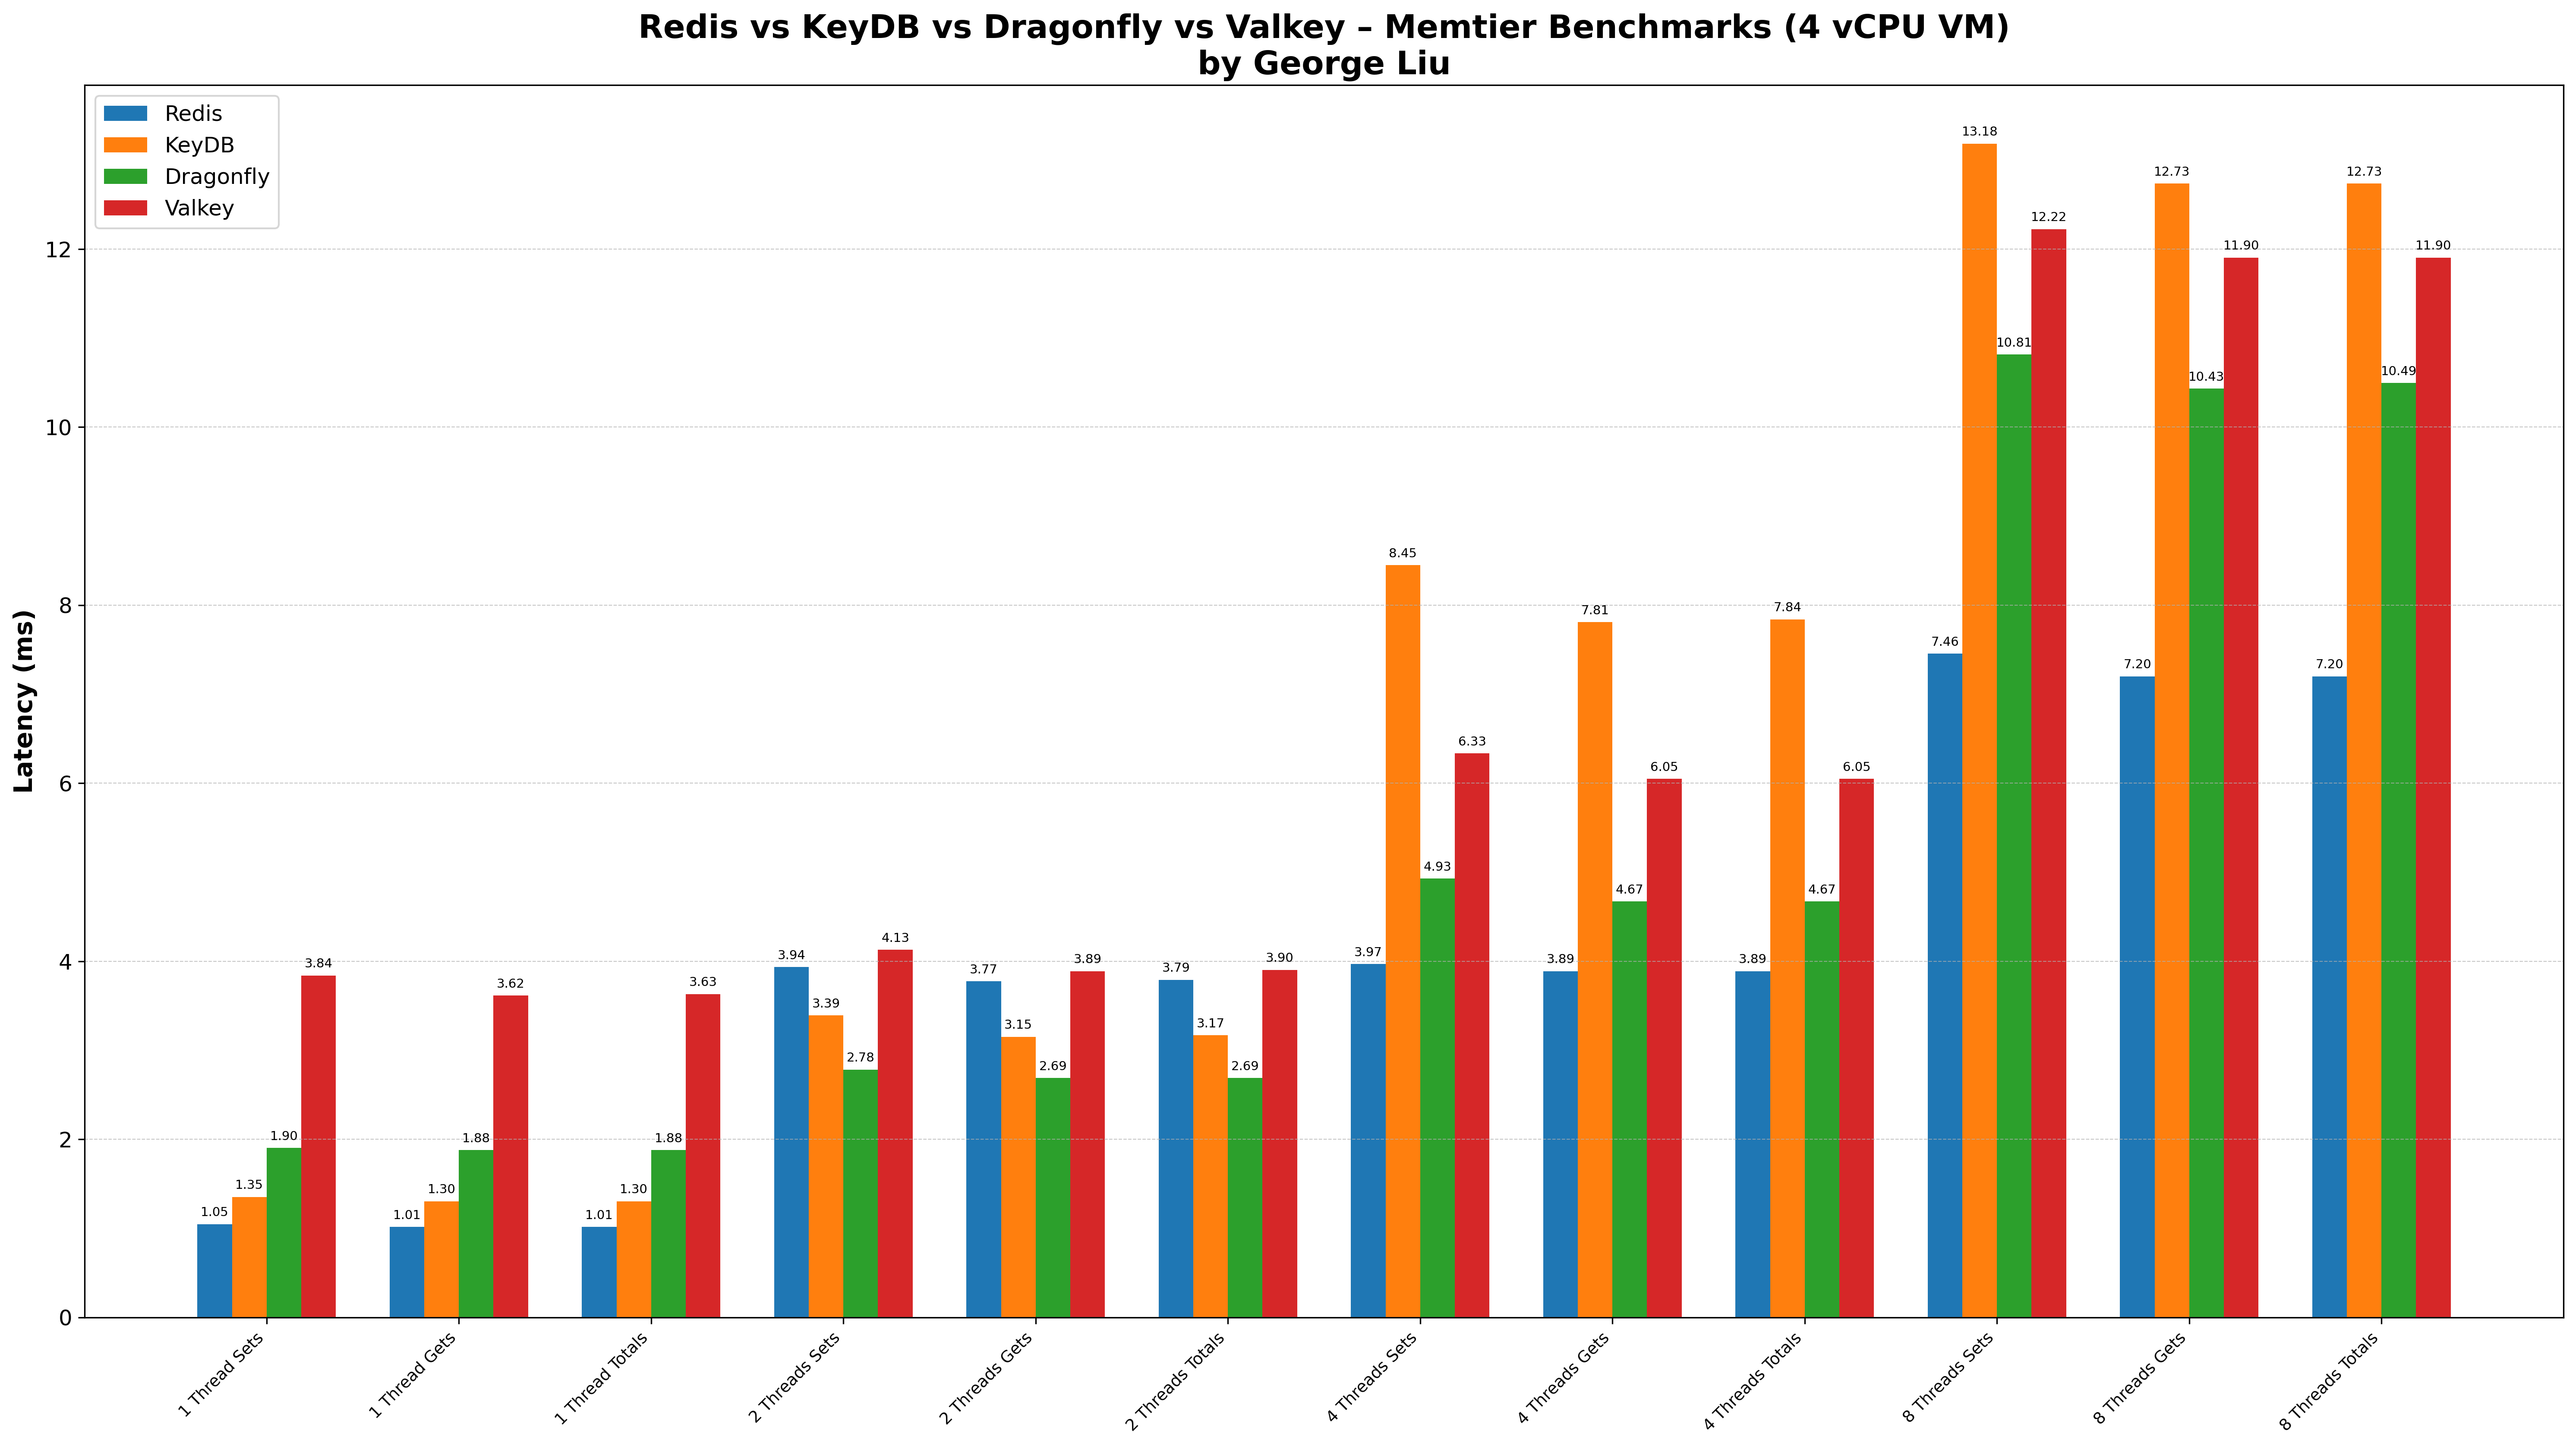 Redis vs KeyDB vs Dragonfly vs Valkey – Memtier Benchmarks (4 vCPU VM)
by George Liu
Redis
KeyDB
Dragonfly
Valkey
Latency (ms)
12
10
8
6
4
2
0
1.05
1.35
1.90
3.84
1.01
1.30
1.88
3.62
1.01
1.30
1.88
3.63
3.94
3.39
2.78
4.13
3.77
3.15
2.69
3.89
3.79
3.17
2.69
3.90
3.97
8.45
4.93
6.33
3.89
7.81
4.67
6.05
3.89
7.84
4.67
6.05
7.46
13.18
10.81
12.22
7.20
12.73
10.43
11.90
7.20
12.73
10.49
11.90
1 Thread Sets
1 Thread Gets
1 Thread Totals
2 Threads Sets
2 Threads Gets
2 Threads Totals
4 Threads Sets
4 Threads Gets
4 Threads Totals
8 Threads Sets
8 Threads Gets
8 Threads Totals